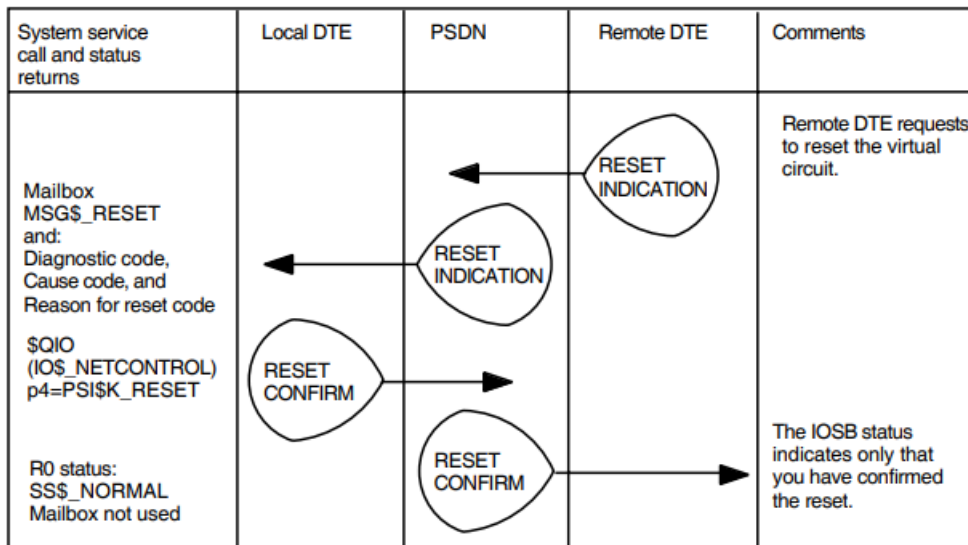 System service
call and status
returns
Local DTE
PSDN
Remote DTE
Comments
Remote DTE requests
to reset the virtual
circuit.
RESET
INDICATION
Mailbox
MSG$_RESET
and:
Diagnostic code,
Cause code, and
Reason for reset code
RESET
INDICATION
$QIO
(IO$_NETCONTROL)
p4=PSI$K_RESET
RESET
CONFIRM
R0 status:
SS$_NORMAL
Mailbox not used
RESET
CONFIRM
The IOSB status
indicates only that
you have confirmed
the reset.